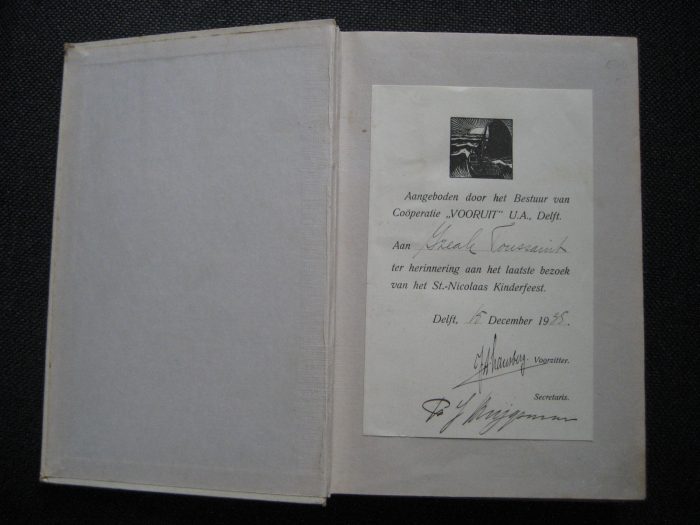 Aangeboden door het Bestuur van
Coöperatie „VOORUIT” U.A., Delft.
Aan Toussaint
ter herinnering aan het laatste bezoek
van het St.-Nicolaas Kinderfeest.
Delft, December 1935.
Voorzitter.
Secretaris.